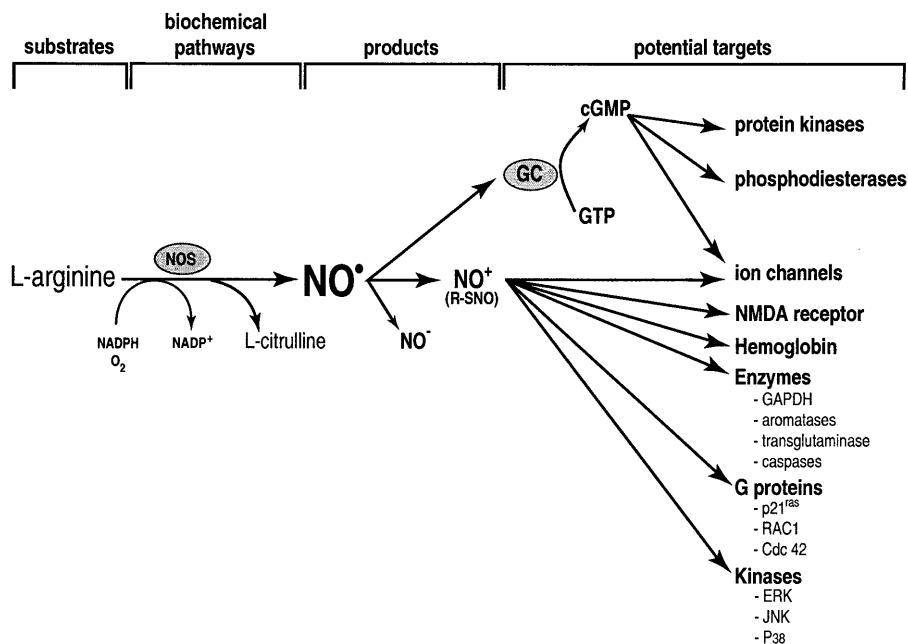 substrates
biochemical
pathways
products
potential targets
L-arginine
NOS
NADPH
O2
NADP+
L-citrulline
NO•
GC
cGMP
GTP
NO+
(R-SNO)
NO-
protein kinases
phosphodiesterases
ion channels
NMDA receptor
Hemoglobin
Enzymes
- GAPDH
- aromatases
- transglutaminase
- caspases
G proteins
- p21ras
- RAC1
- Cdc 42
Kinases
- ERK
- JNK
- P38